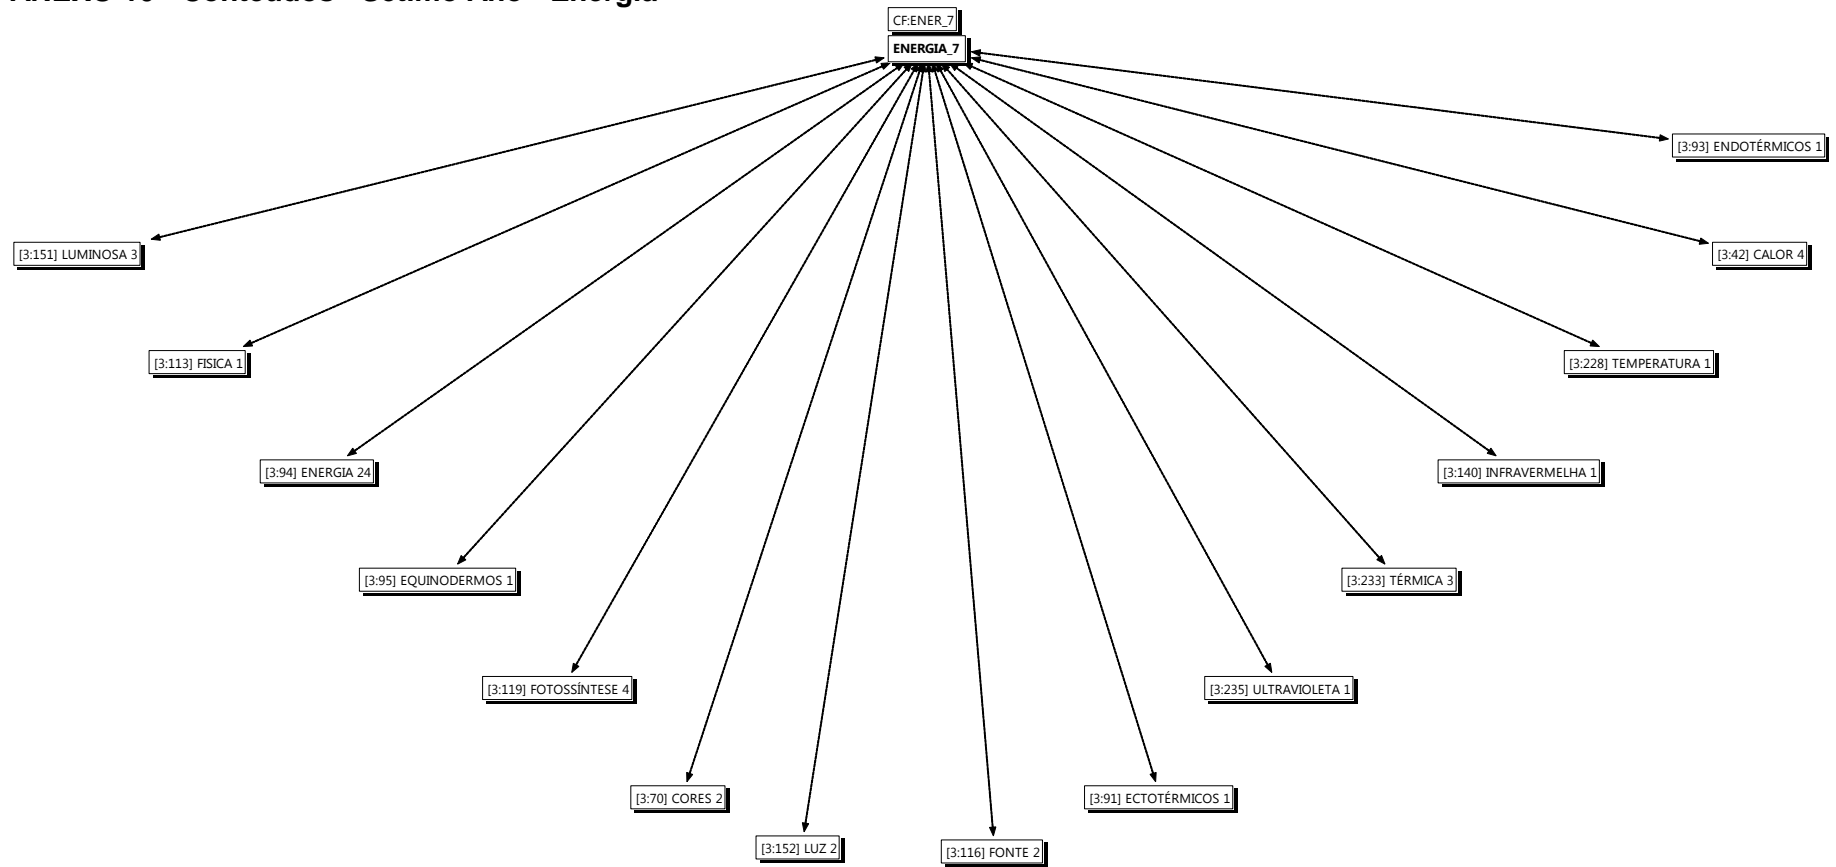 CF:ENER_7
ENERGIA_7
[3:93] ENDOTÉRMICOS 1
[3:151] LUMINOSA 3
[3:42] CALOR 4
[3:113] FISICA 1
[3:228] TEMPERATURA 1
[3:94] ENERGIA 24
[3:140] INFRAVERMELHA 1
[3:95] EQUINODERMOS 1
[3:233] TÉRMICA 3
[3:119] FOTOSSÍNTESE 4
[3:235] ULTRAVIOLETA 1
[3:70] CORES 2
[3:91] ECTOTÉRMICOS 1
[3:152] LUZ 2
[3:116] FONTE 2